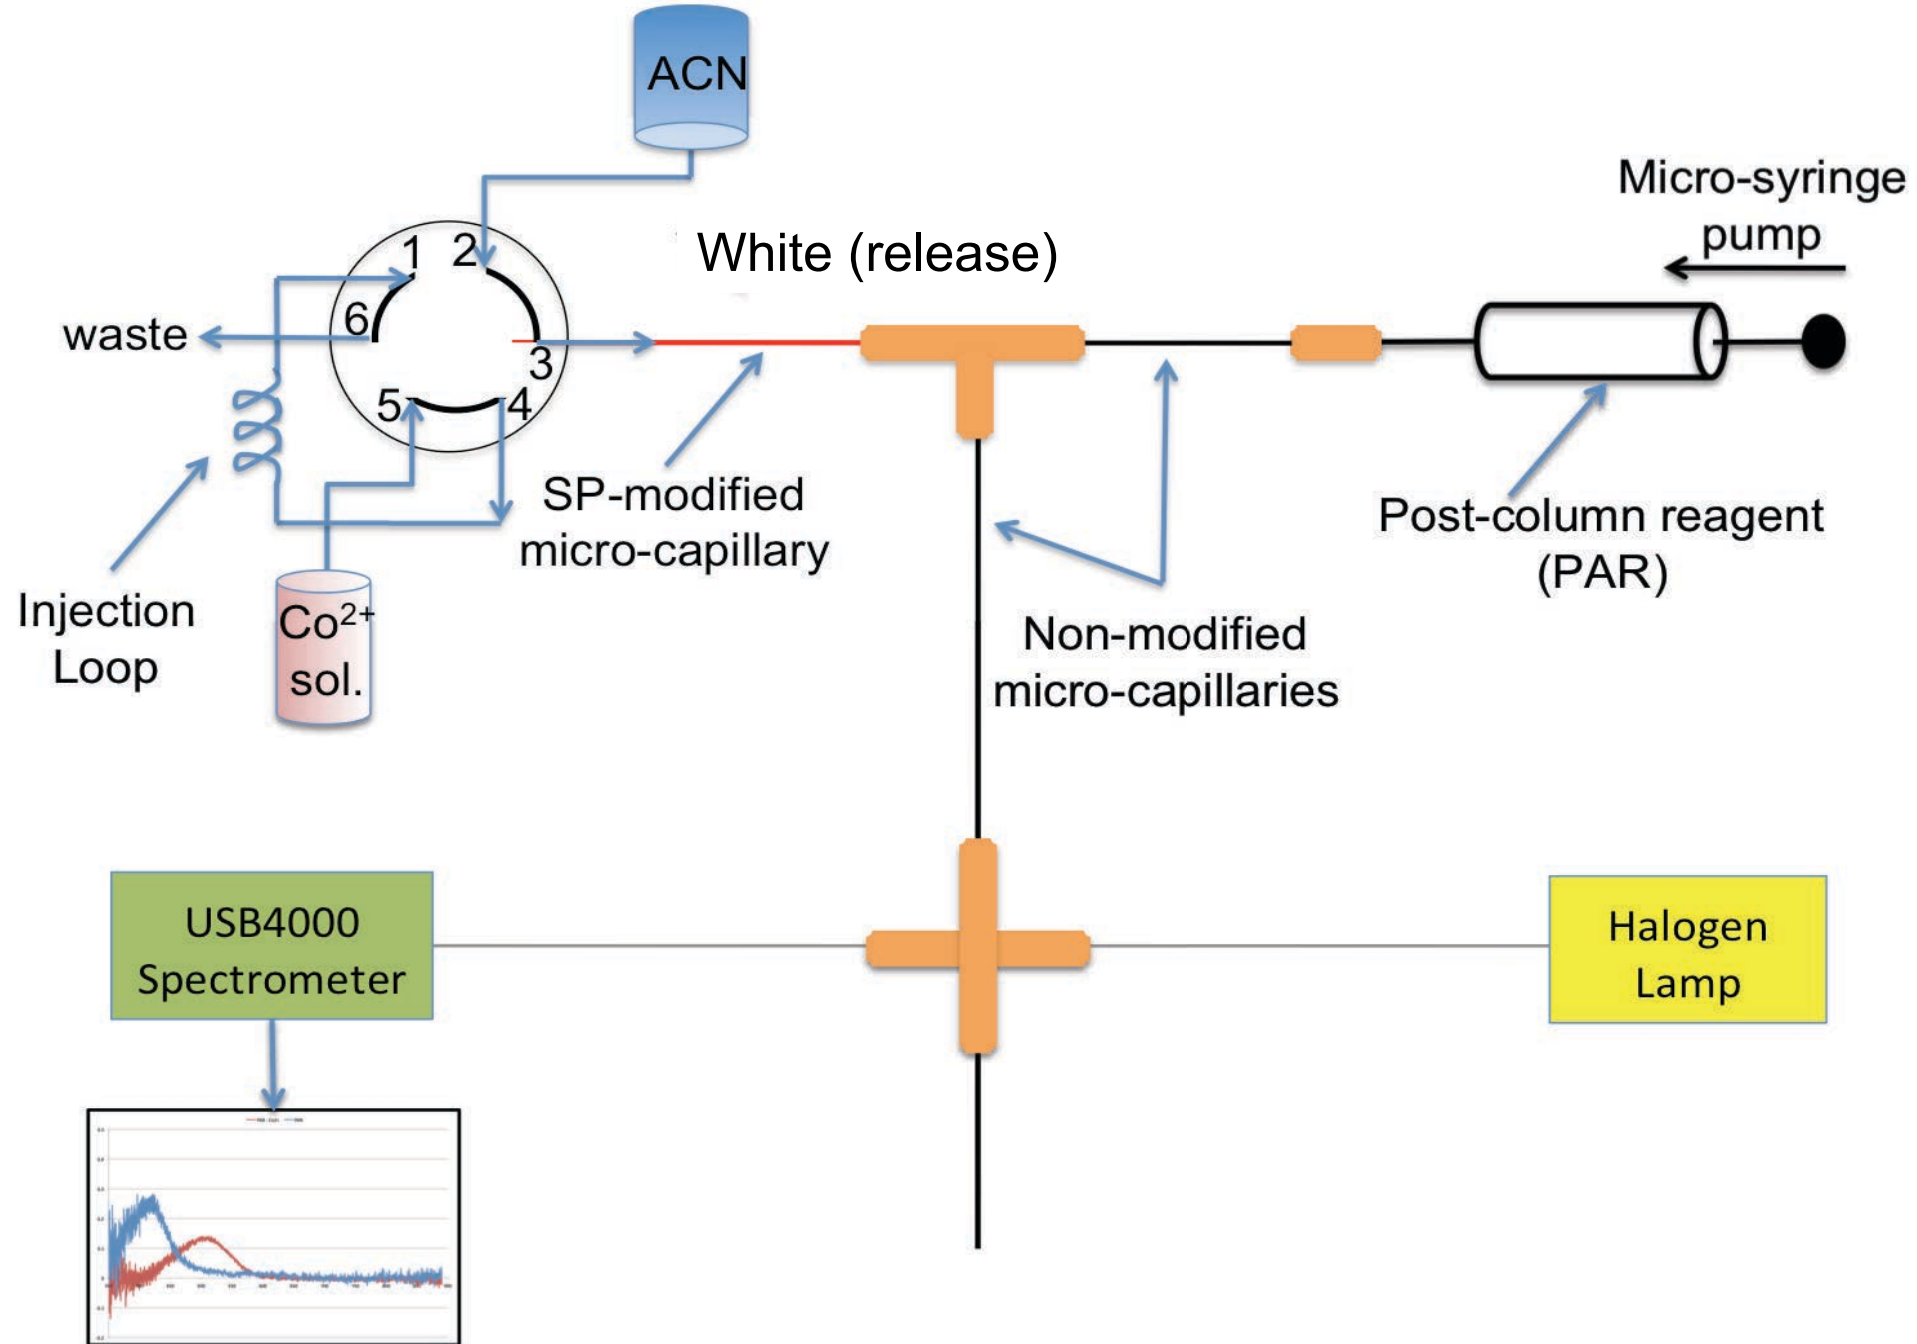 ACN
Micro-syringe
pump
1 2
White (release)
6
waste
3
5 4
SP-modified
micro-capillary
Post-column reagent
(PAR)
Injection
Loop
Co²⁺
sol.
Non-modified
micro-capillaries
USB4000
Spectrometer
Halogen
Lamp